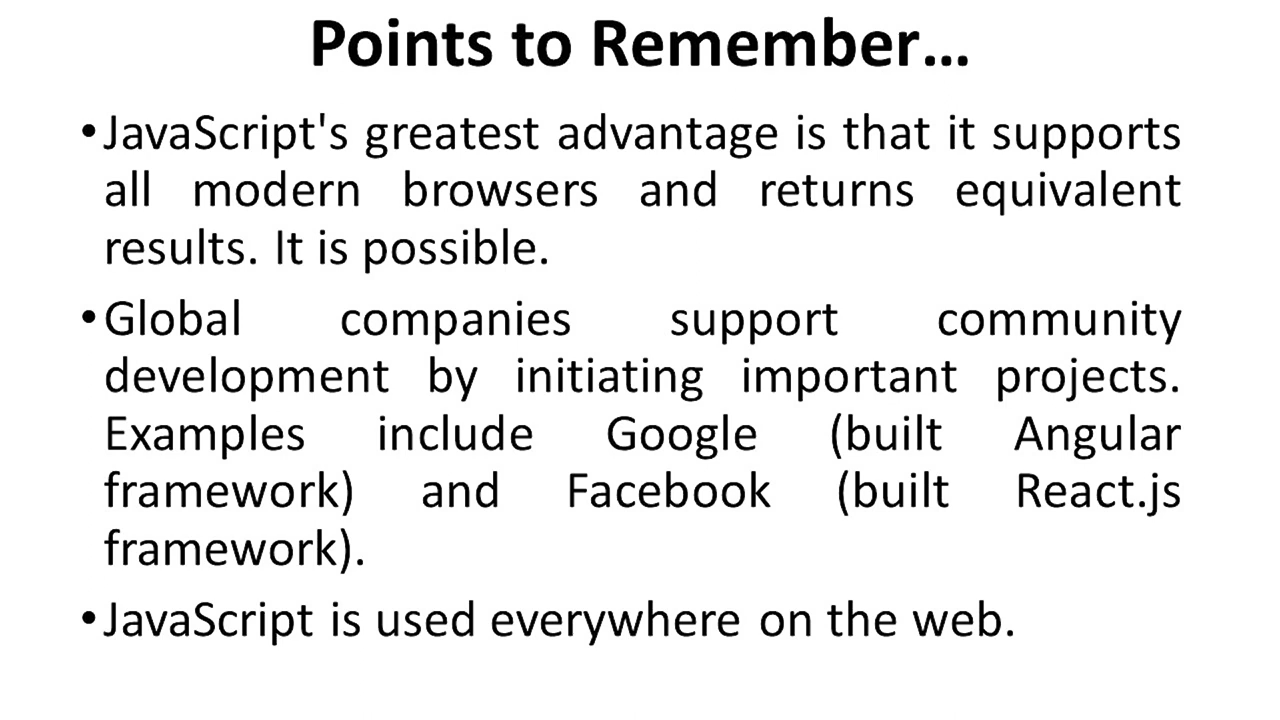 Points to Remember...
•JavaScript's greatest advantage is that it supports
all modern browsers and returns equivalent
results. It is possible.
•Global companies support community
development by initiating important projects.
Examples include Google (built Angular
framework) and Facebook (built React.js
framework).
•JavaScript is used everywhere on the web.